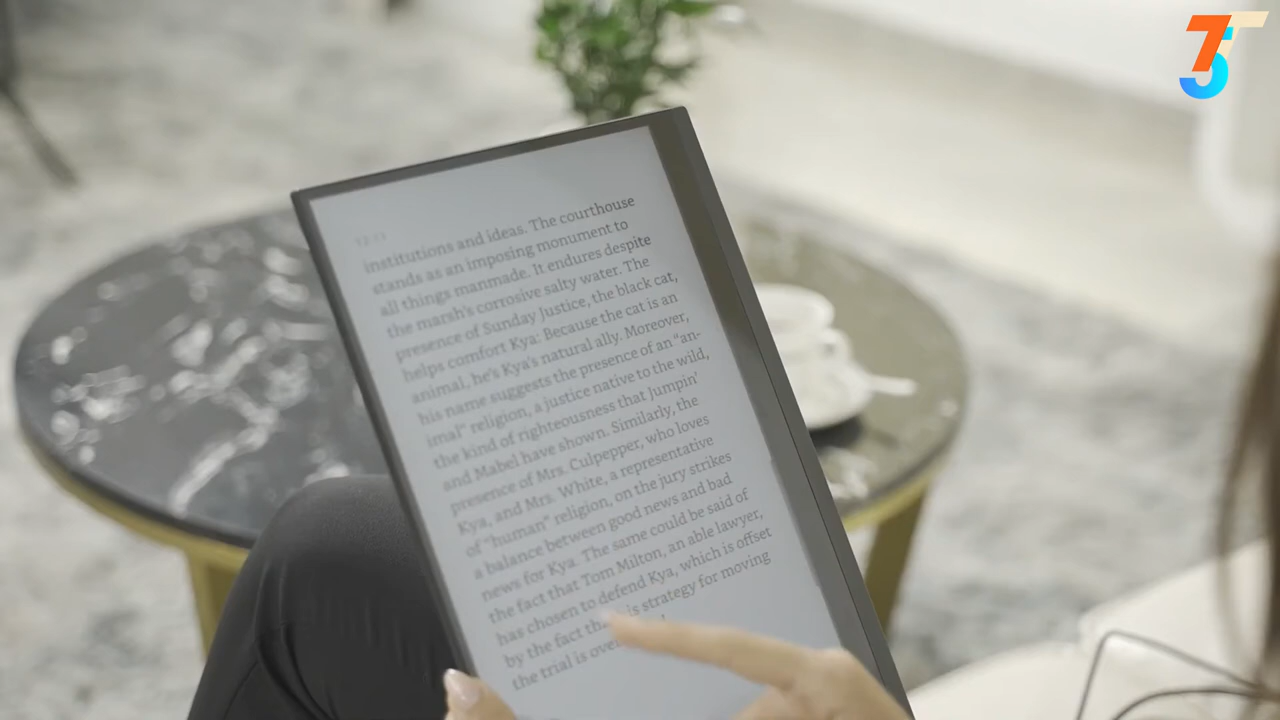 75
institutions and ideas. The courthouse
stands as an imposing monument to
all things manmade. It endures despite
the marsh's corrosive salty water. The
presence of Sunday Justice, the black cat,
helps comfort Kya: Because the cat is an
animal, he's Kya's natural ally. Moreover,
his name suggests the presence of an "an-
imal" religion, a justice native to the wild,
the kind of righteousness that Jumpin'
and Mabel have shown. Similarly, the
presence of Mrs. Culpepper, who loves
Kya, and Mrs. White, a representative
of "human" religion, on the jury strikes
a balance between good news and bad
news for Kya. The same could be said of
the fact that Tom Milton, an able lawyer,
has chosen to defend Kya, which is offset
by the fact is strategy for moving
the trial is